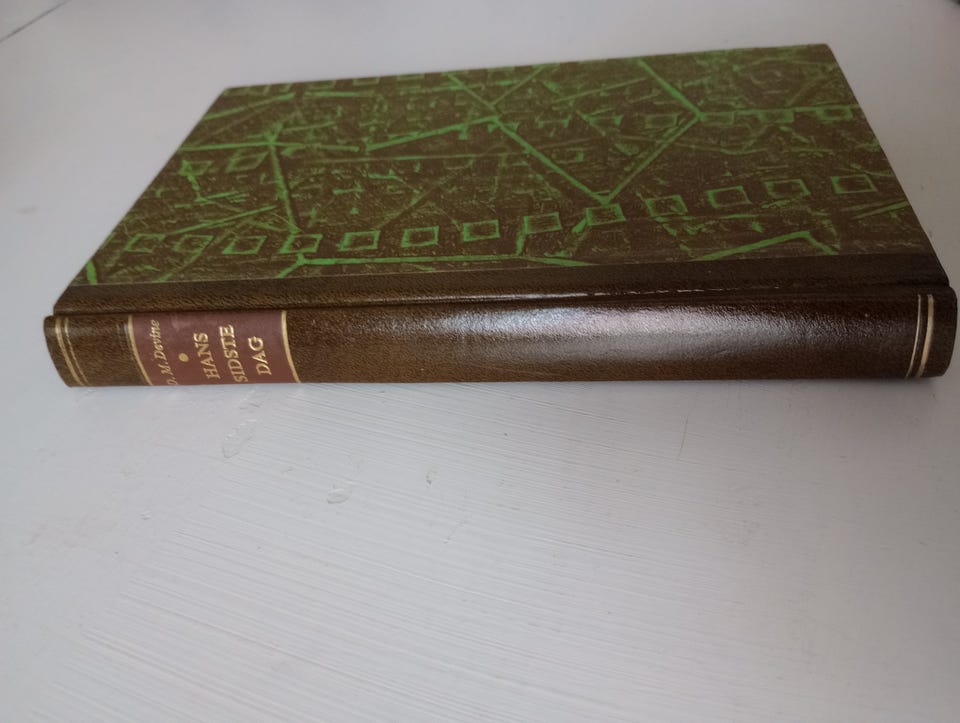 D. M. Devine
HANS
SIDSTE
DAG